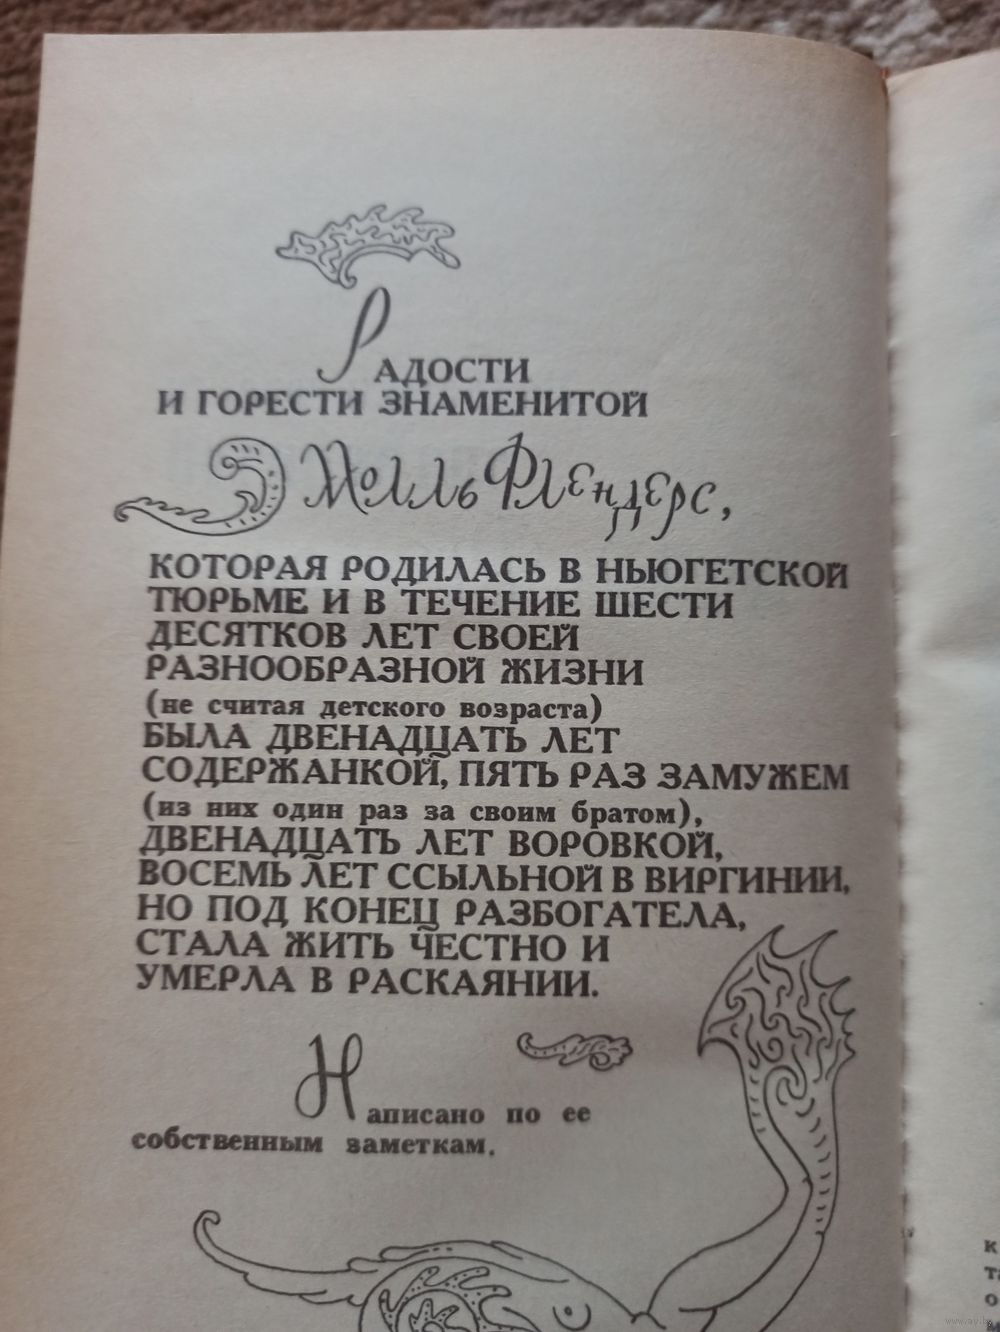 Радости
и горести знаменитой
Молль Флендерс,
которая родилась в Ньюгетской
тюрьме и в течение шести
десятков лет своей
разнообразной жизни
(не считая детского возраста)
была двенадцать лет
содержанкой, пять раз замужем
(из них один раз за своим братом),
двенадцать лет воровкой,
восемь лет ссыльной в Виргинии,
но под конец разбогатела,
стала жить честно и
умерла в раскаянии.
Написано по ее
собственным заметкам.